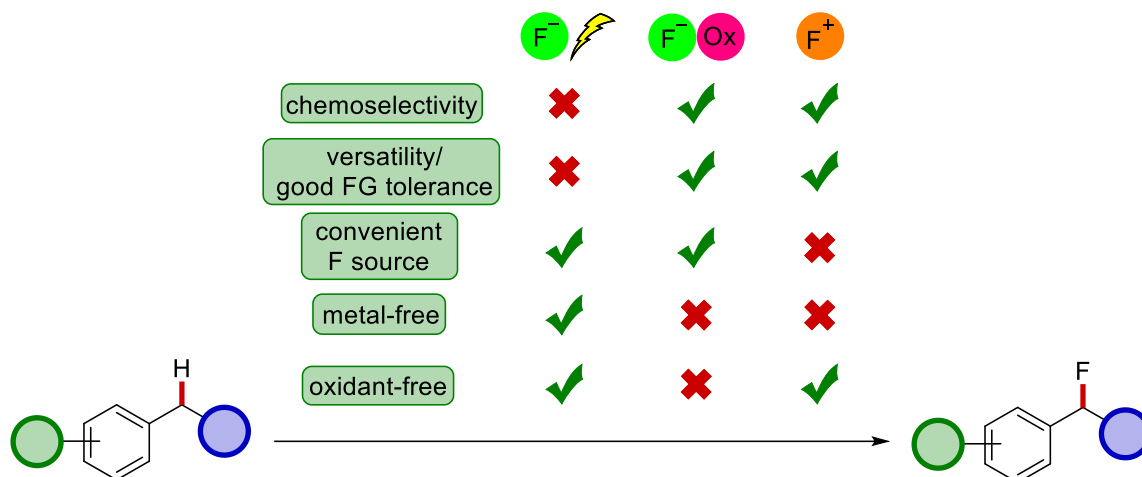 F− F− Ox F+
chemoselectivity
versatility/
good FG tolerance
convenient
F source
metal-free
oxidant-free
H
F